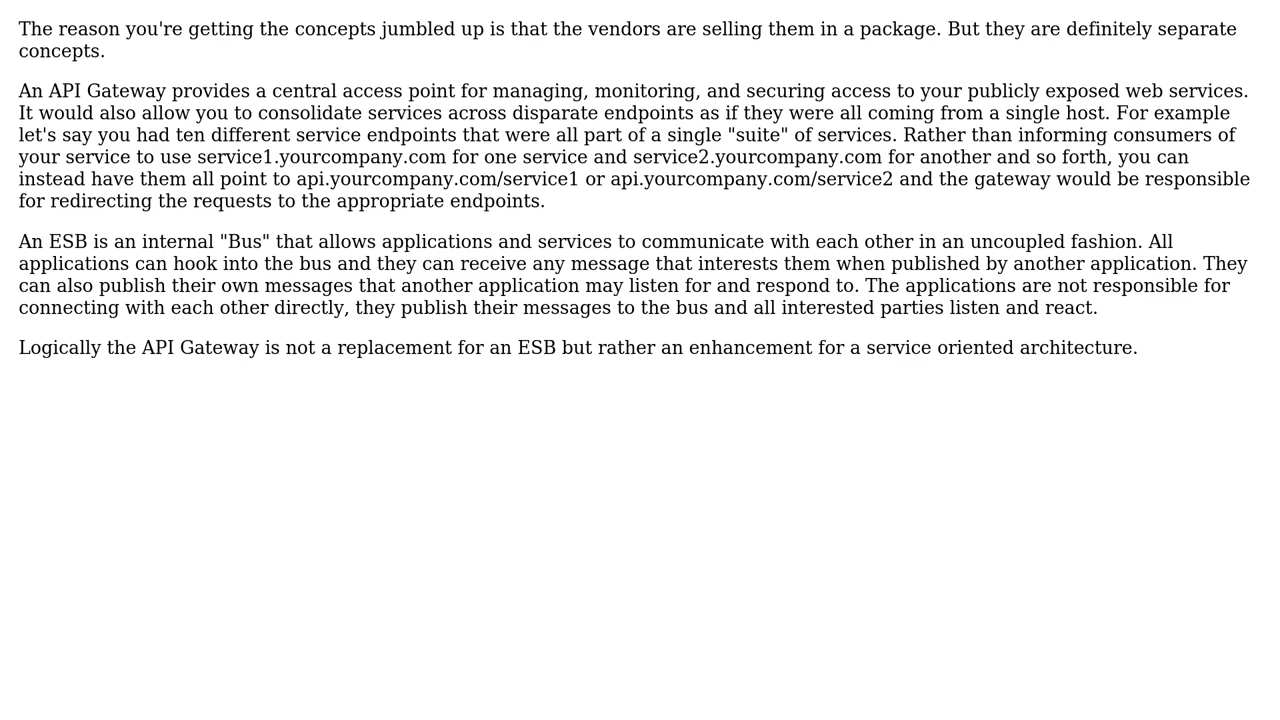 The reason you're getting the concepts jumbled up is that the vendors are selling them in a package. But they are definitely separate
concepts.
An API Gateway provides a central access point for managing, monitoring, and securing access to your publicly exposed web services.
It would also allow you to consolidate services across disparate endpoints as if they were all coming from a single host. For example
let's say you had ten different service endpoints that were all part of a single "suite" of services. Rather than informing consumers of
your service to use service1.yourcompany.com for one service and service2.yourcompany.com for another and so forth, you can
instead have them all point to api.yourcompany.com/service1 or api.yourcompany.com/service2 and the gateway would be responsible
for redirecting the requests to the appropriate endpoints.
An ESB is an internal "Bus" that allows applications and services to communicate with each other in an uncoupled fashion. All
applications can hook into the bus and they can receive any message that interests them when published by another application. They
can also publish their own messages that another application may listen for and respond to. The applications are not responsible for
connecting with each other directly, they publish their messages to the bus and all interested parties listen and react.
Logically the API Gateway is not a replacement for an ESB but rather an enhancement for a service oriented architecture.